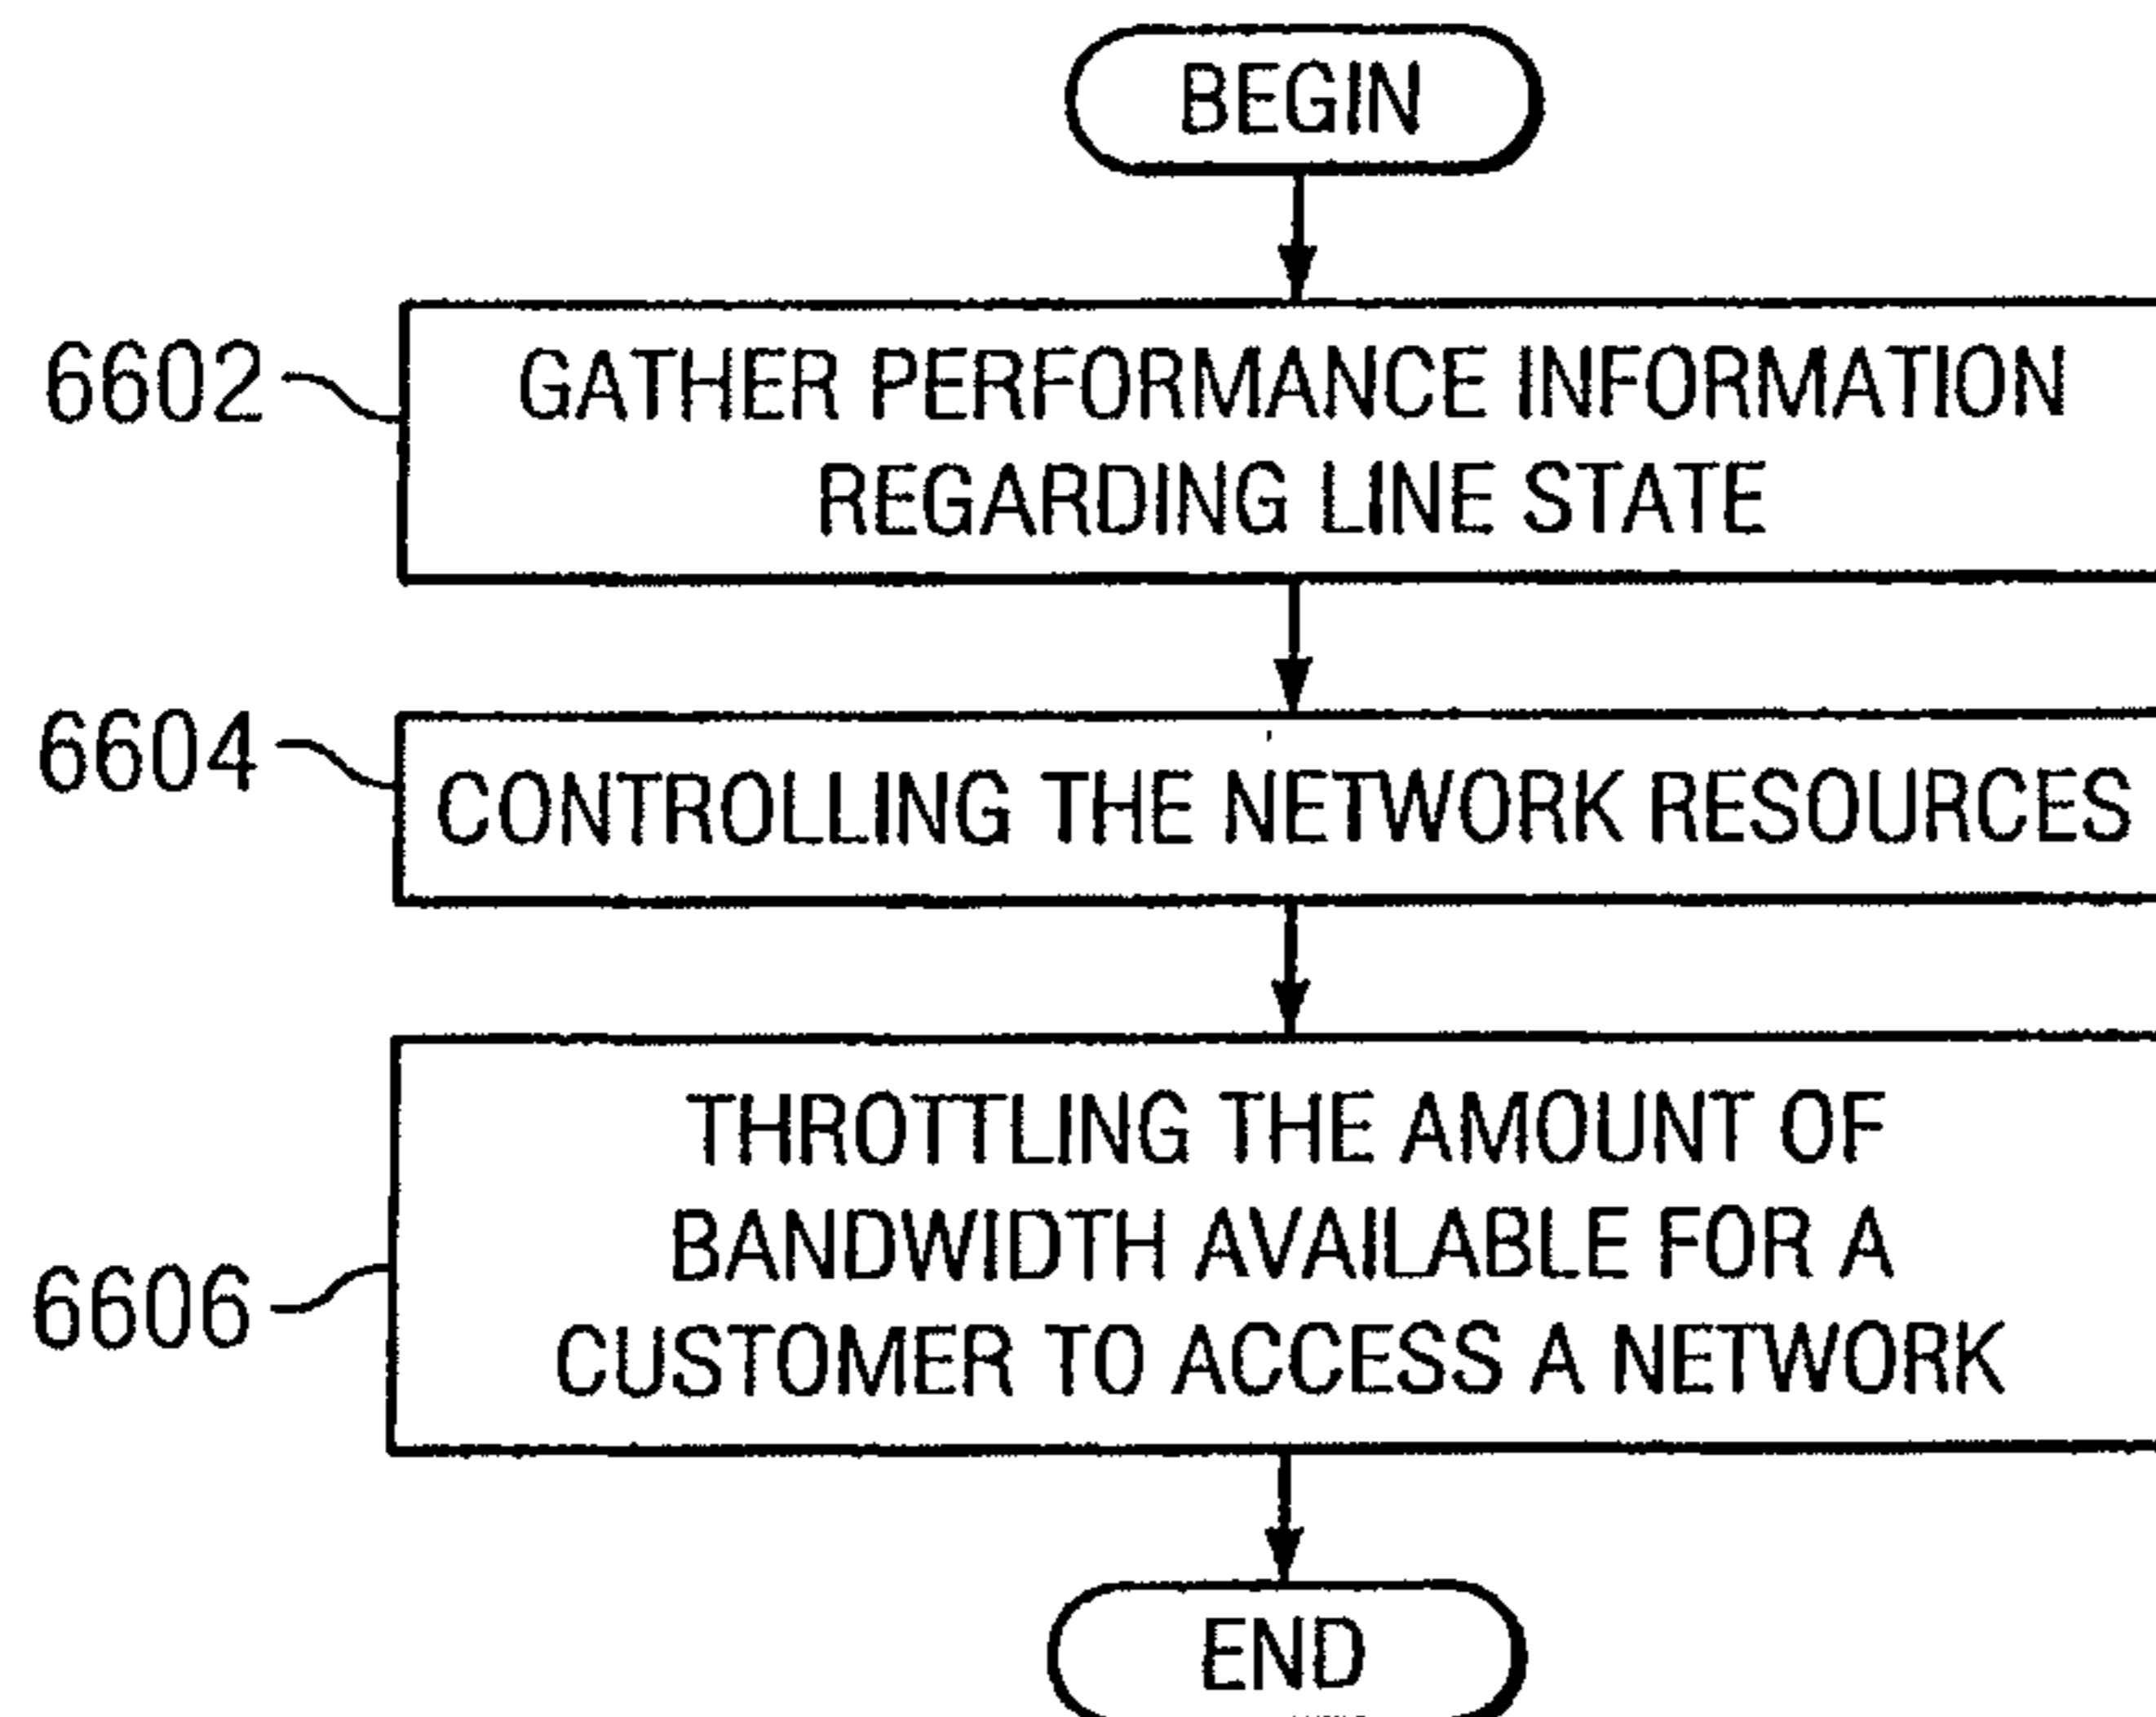 BEGIN
6602
GATHER PERFORMANCE INFORMATION
REGARDING LINE STATE
6604
CONTROLLING THE NETWORK RESOURCES
THROTTLING THE AMOUNT OF
BANDWIDTH AVAILABLE FOR A
6606
CUSTOMER TO ACCESS A NETWORK
END